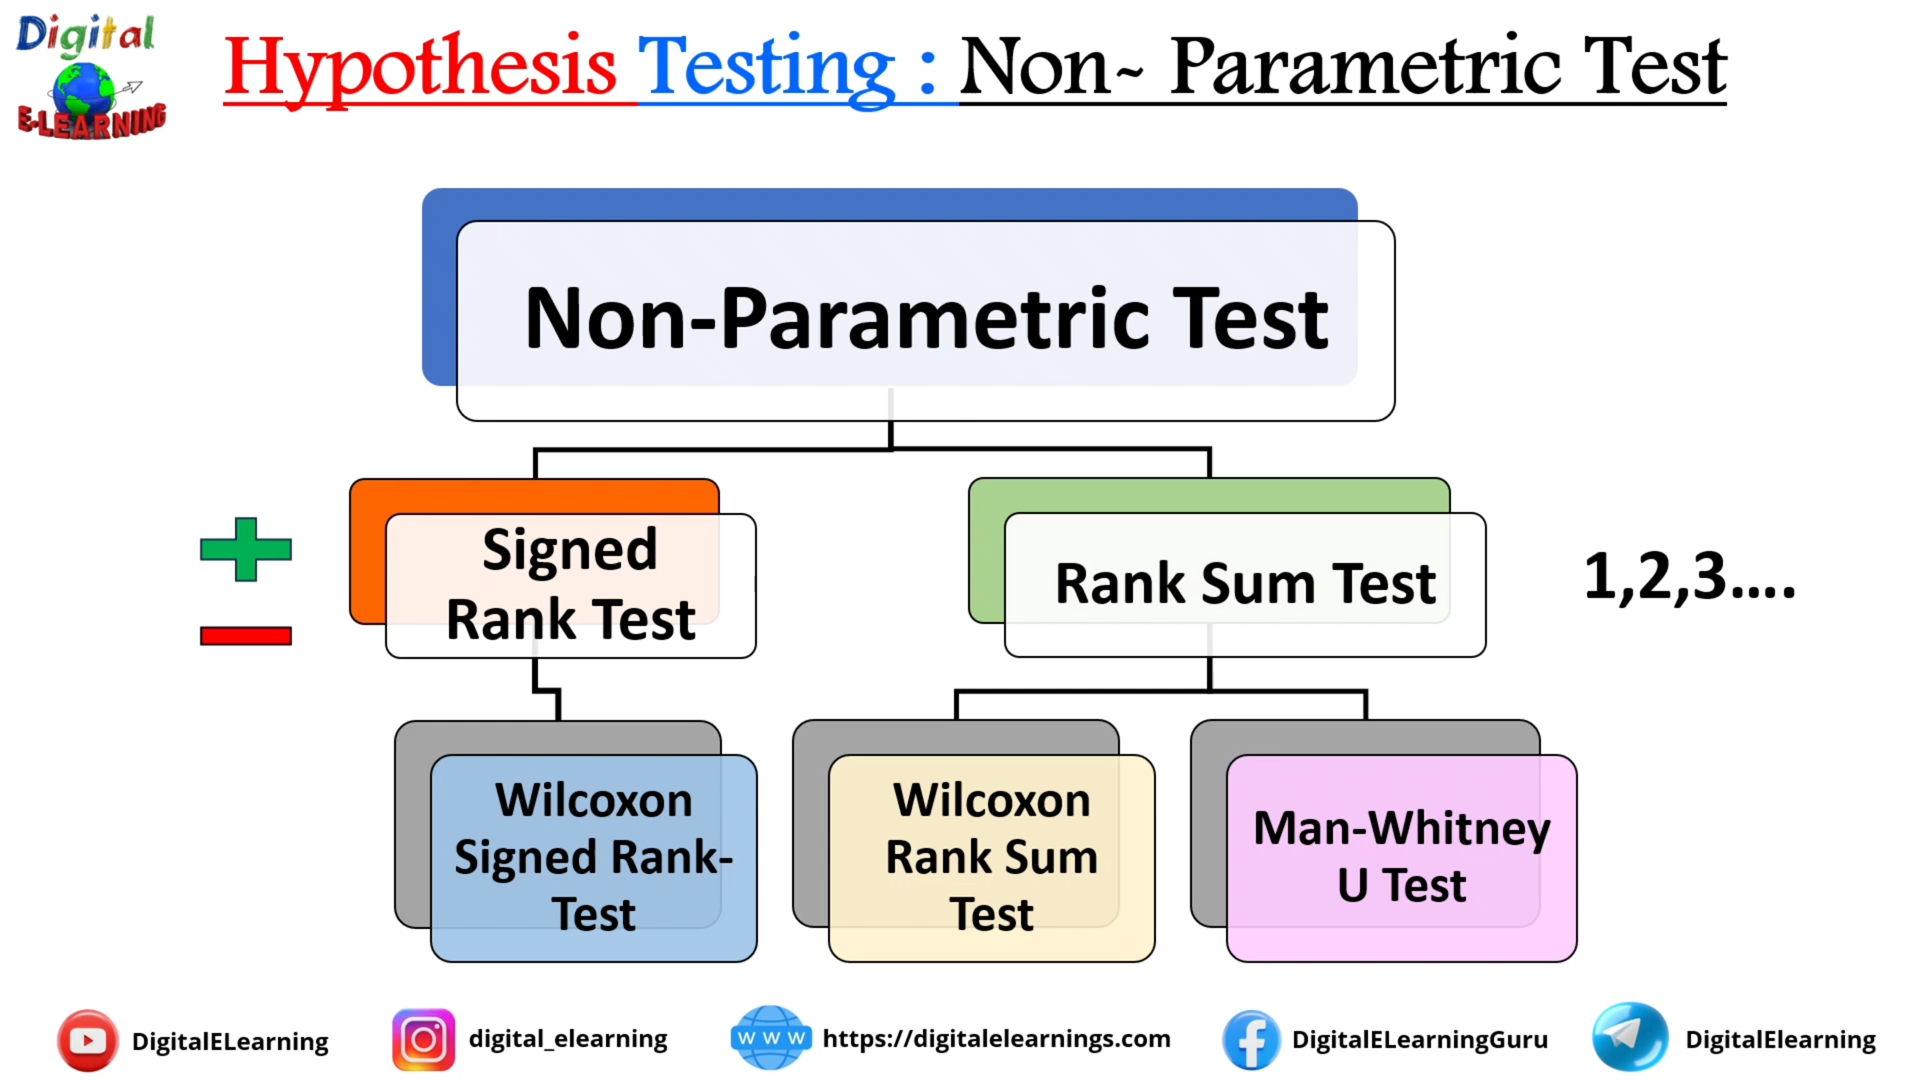 Digital
E-LEARNING
Hypothesis Testing : Non- Parametric Test
Non-Parametric Test
Signed
Rank Test
Rank Sum Test
1,2,3....
Wilcoxon
Signed Rank-
Test
Wilcoxon
Rank Sum
Test
Man-Whitney
U Test
DigitalELearning
digital_elearning
W W W
https://digitalelearnings.com
DigitalELearningGuru
DigitalElearning